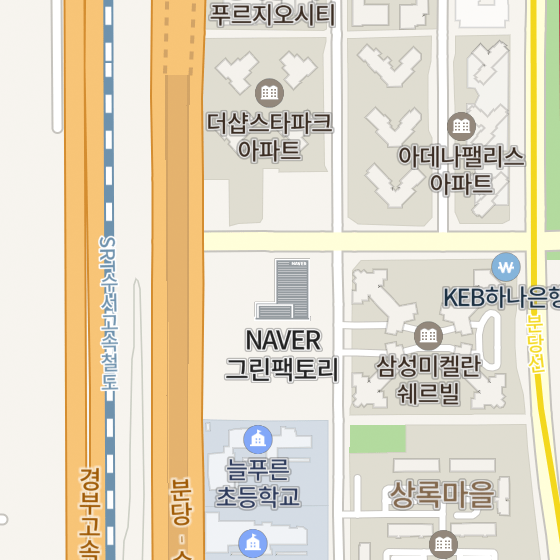 푸르지오시티
더샵스타파크
아파트
아데나팰리스
아파트
SRT수서고속철도
NAVER
KEB하나은행
NAVER
그린팩토리
분당선
삼성미켈란
쉐르빌
늘푸른
초등학교
상록마을
경부고속
분당